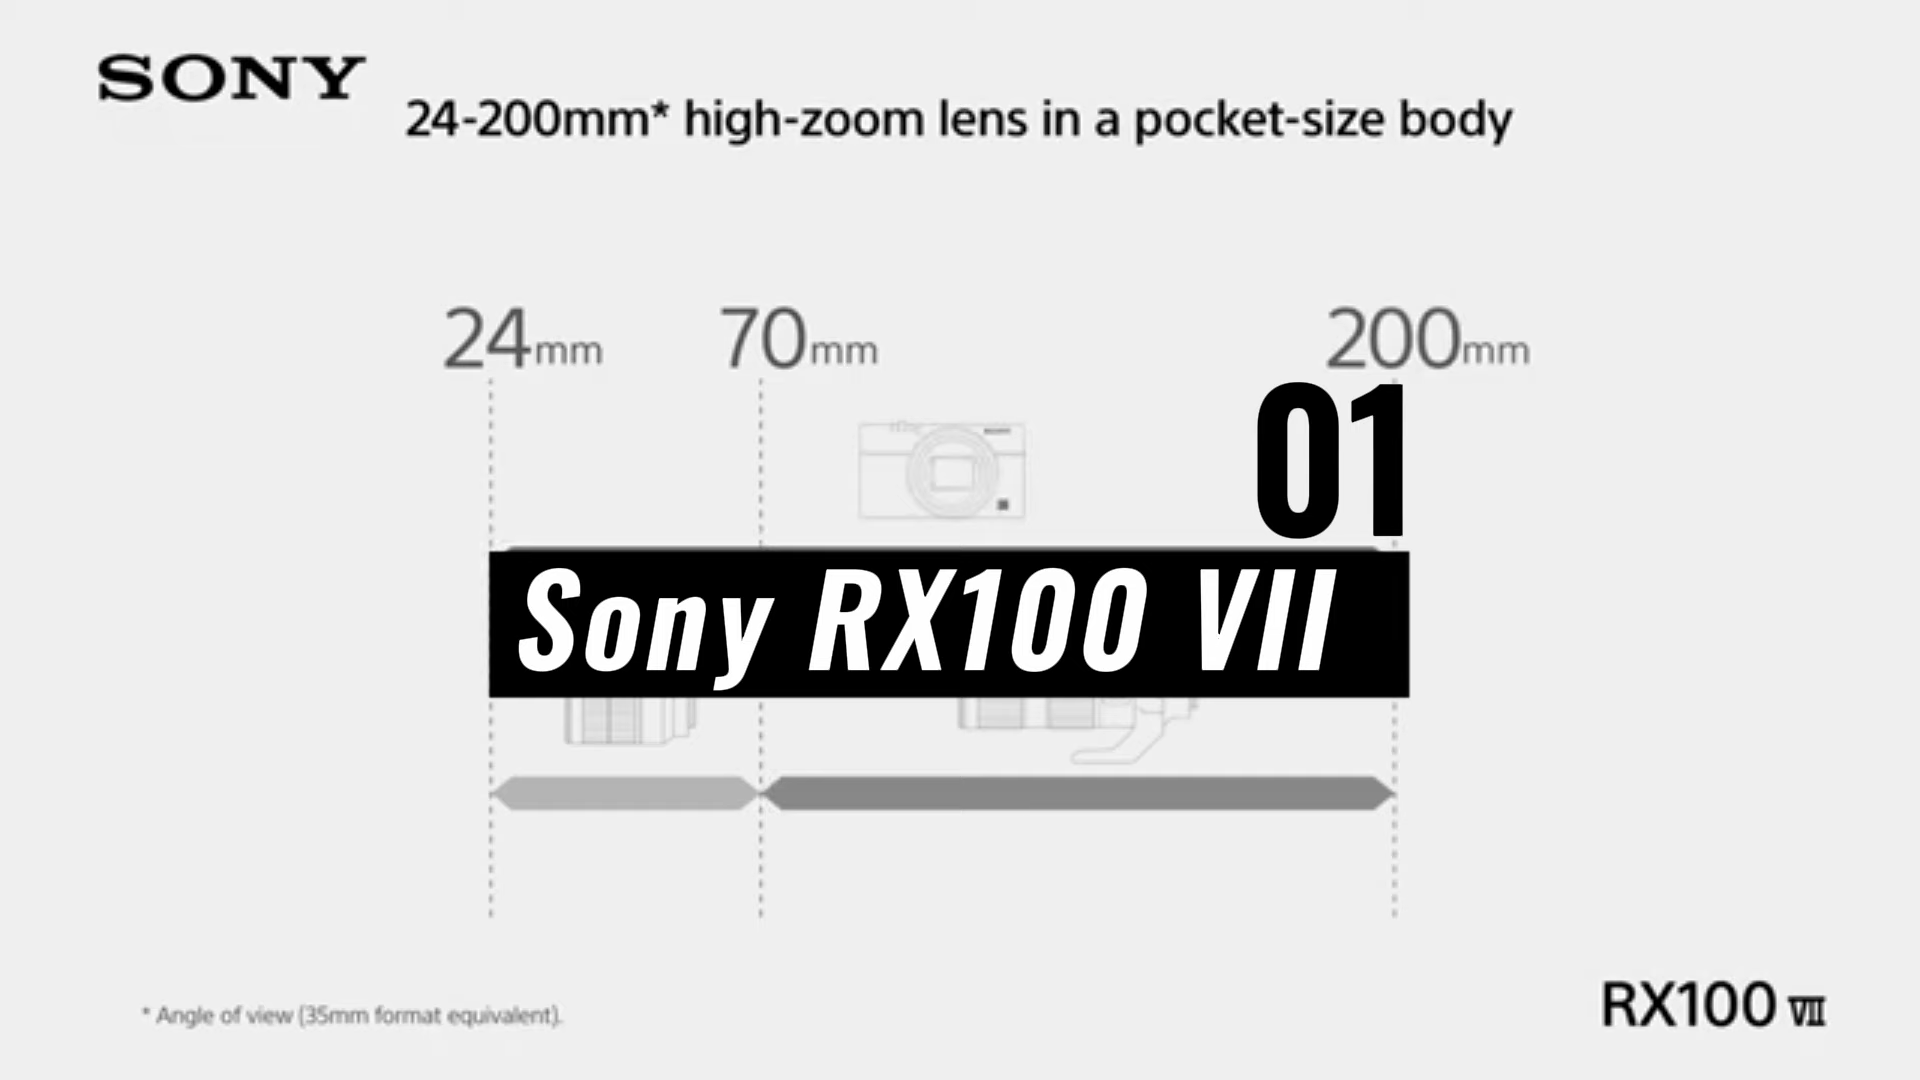 SONY
24-200mm* high-zoom lens in a pocket-size body
24mm 70mm 200mm
01
Sony RX100 VII
* Angle of view (35mm format equivalent).
RX100 VII